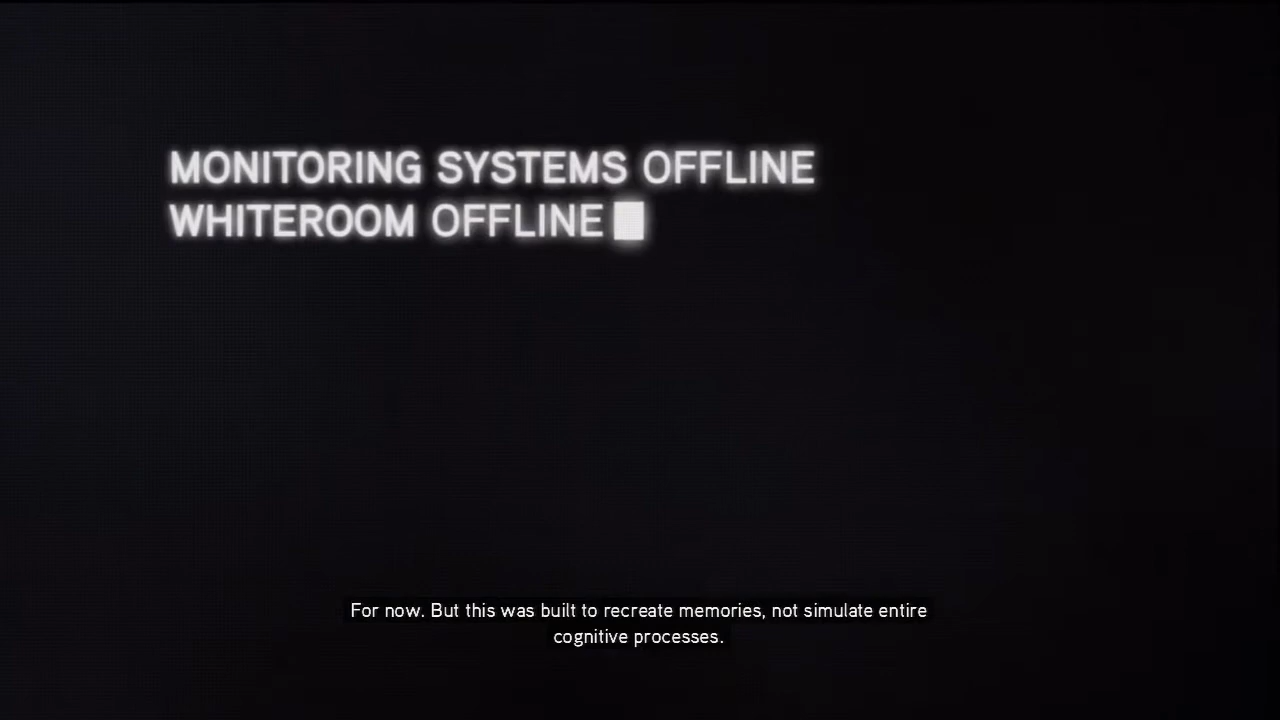 MONITORING SYSTEMS OFFLINE
WHITEROOM OFFLINE
For now. But this was built to recreate memories, not simulate entire
cognitive processes.